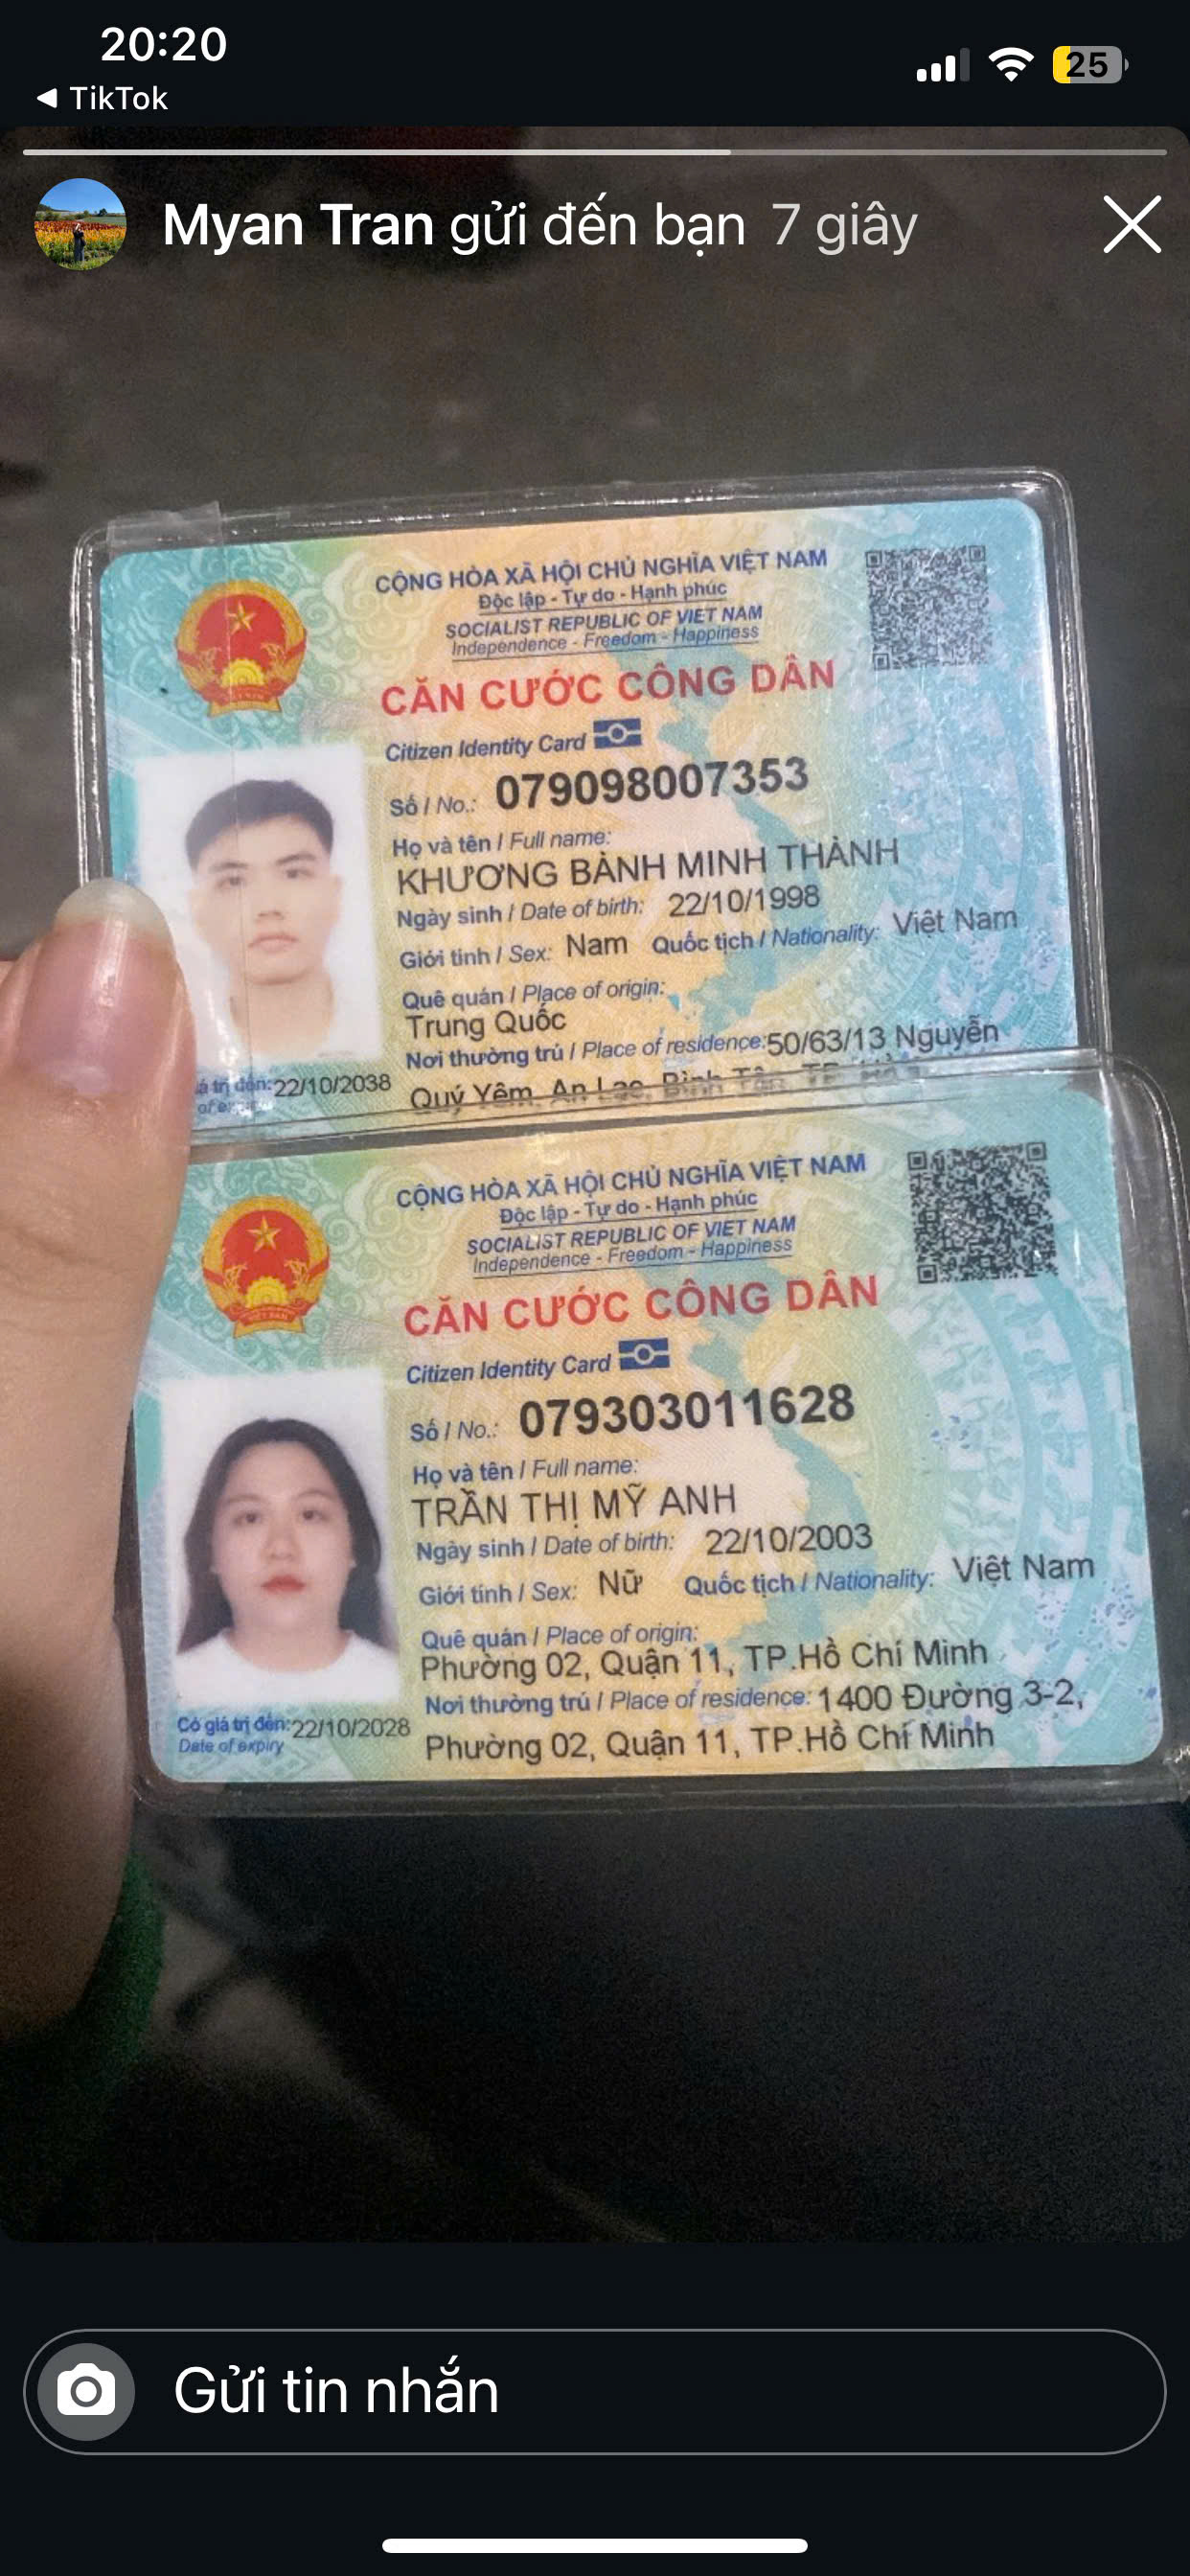 20:20
25
◀ TikTok
Myan Tran gửi đến bạn 7 giây
CỘNG HÒA XÃ HỘI CHỦ NGHĨA VIỆT NAM
Độc lập - Tự do - Hạnh phúc
SOCIALIST REPUBLIC OF VIET NAM
Independence - Freedom - Happiness
CĂN CƯỚC CÔNG DÂN
Citizen Identity Card
Số / No.: 079098007353
Họ và tên / Full name:
KHƯƠNG BÀNH MINH THÀNH
Ngày sinh / Date of birth: 22/10/1998
Giới tính / Sex: Nam Quốc tịch / Nationality: Việt Nam
Quê quán / Place of origin:
Trung Quốc
Nơi thường trú / Place of residence: 50/63/13 Nguyễn
trị đến: 22/10/2038
Quý Yêm, An Lạc, Bình Tân, TP.
CỘNG HÒA XÃ HỘI CHỦ NGHĨA VIỆT NAM
Độc lập - Tự do - Hạnh phúc
SOCIALIST REPUBLIC OF VIET NAM
Independence - Freedom - Happiness
CĂN CƯỚC CÔNG DÂN
Citizen Identity Card
Số / No.: 079303011628
Họ và tên / Full name:
TRẦN THỊ MỸ ANH
Ngày sinh / Date of birth: 22/10/2003
Giới tính / Sex: Nữ Quốc tịch / Nationality: Việt Nam
Quê quán / Place of origin:
Phường 02, Quận 11, TP.Hồ Chí Minh
Nơi thường trú / Place of residence: 1400 Đường 3-2,
Phường 02, Quận 11, TP.Hồ Chí Minh
Có giá trị đến: 22/10/2028
Date of expiry
Gửi tin nhắn